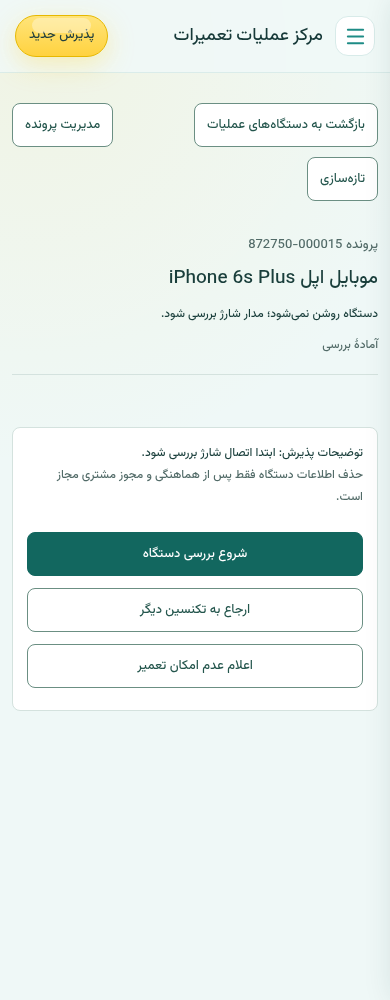 مرکز عملیات تعمیرات
پذیرش جدید
بازگشت به دستگاه‌های عملیات
مدیریت پرونده
تازه‌سازی
پرونده 872750-000015
موبایل اپل iPhone 6s Plus
دستگاه روشن نمی‌شود؛ مدار شارژ بررسی شود.
آمادهٔ بررسی
توضیحات پذیرش: ابتدا اتصال شارژ بررسی شود.
حذف اطلاعات دستگاه فقط پس از هماهنگی و مجوز مشتری مجاز
است.
شروع بررسی دستگاه
ارجاع به تکنسین دیگر
اعلام عدم امکان تعمیر